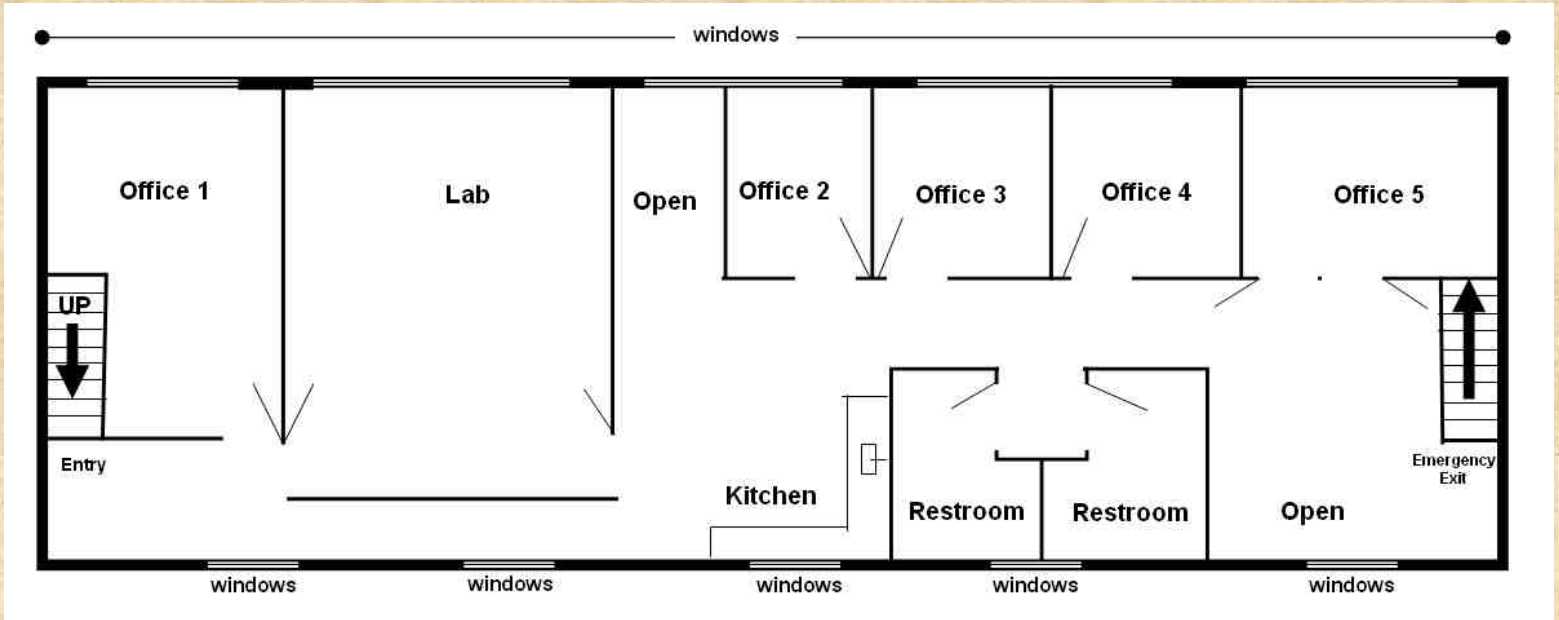 windows
Office 1
Lab
Open
Office 2
Office 3
Office 4
Office 5
UP
Entry
Kitchen
Restroom
Restroom
Open
Emergency
Exit
windows
windows
windows
windows
windows